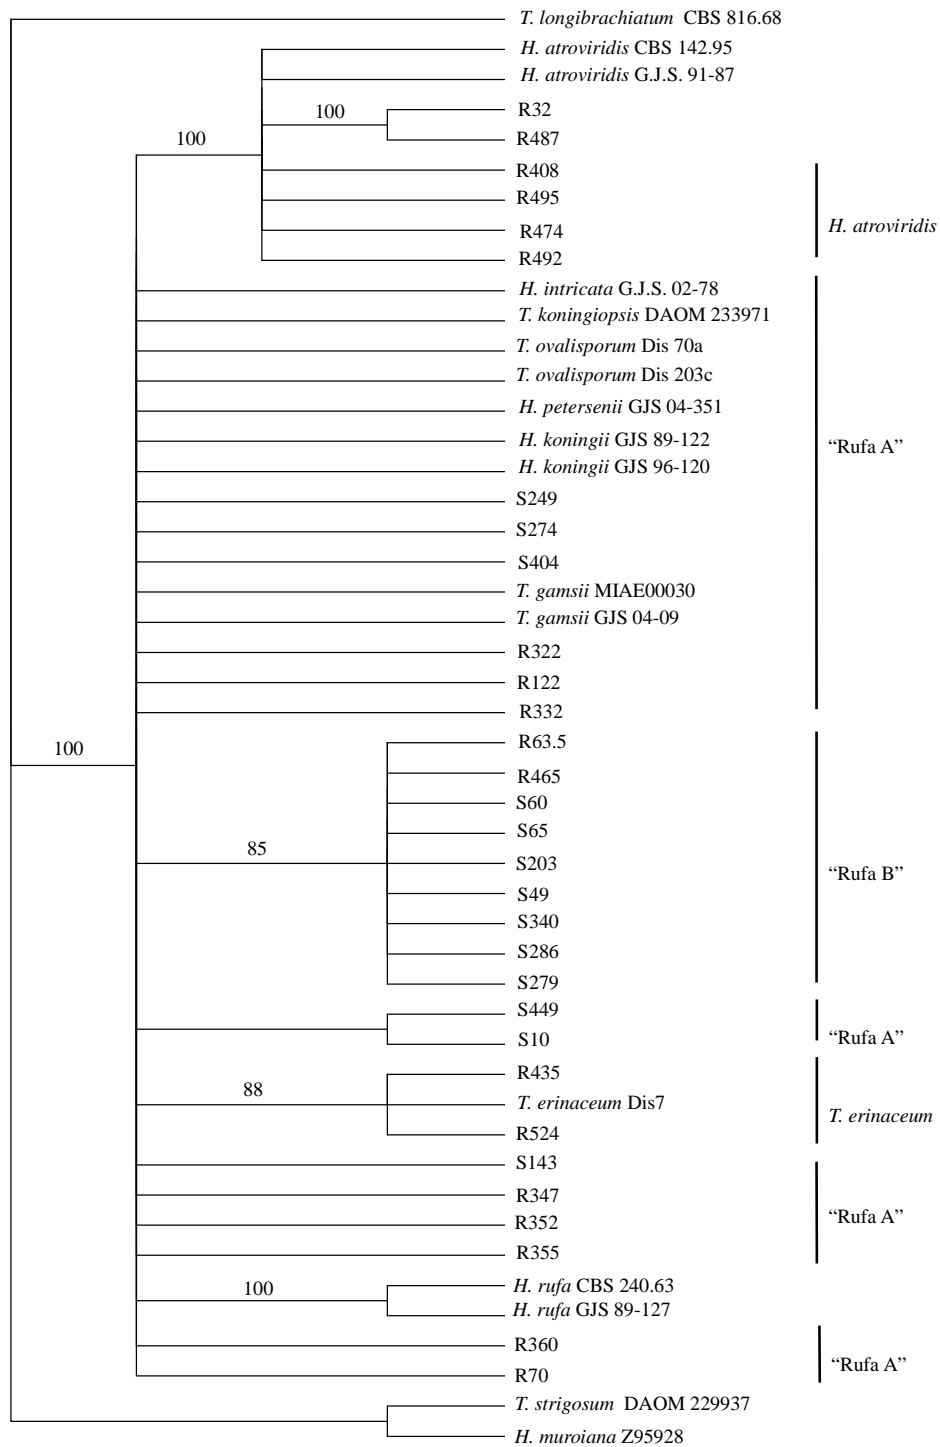 T. longibrachiatum CBS 816.68
H. atroviridis CBS 142.95
H. atroviridis G.J.S. 91-87
100
R32
100
R487
R408
R495
H. atroviridis
R474
R492
H. intricata G.J.S. 02-78
T. koningiopsis DAOM 233971
T. ovalisporum Dis 70a
T. ovalisporum Dis 203c
H. petersenii GJS 04-351
H. koningii GJS 89-122
“Rufa A”
H. koningii GJS 96-120
S249
S274
S404
T. gamsii MIAE00030
T. gamsii GJS 04-09
R322
R122
R332
R63.5
100
R465
S60
S65
85
S203
“Rufa B”
S49
S340
S286
S279
S449
S10
“Rufa A”
R435
88
T. erinaceum Dis7
T. erinaceum
R524
S143
R347
“Rufa A”
R352
R355
H. rufa CBS 240.63
100
H. rufa GJS 89-127
R360
“Rufa A”
R70
T. strigosum DAOM 229937
H. muroiana Z95928